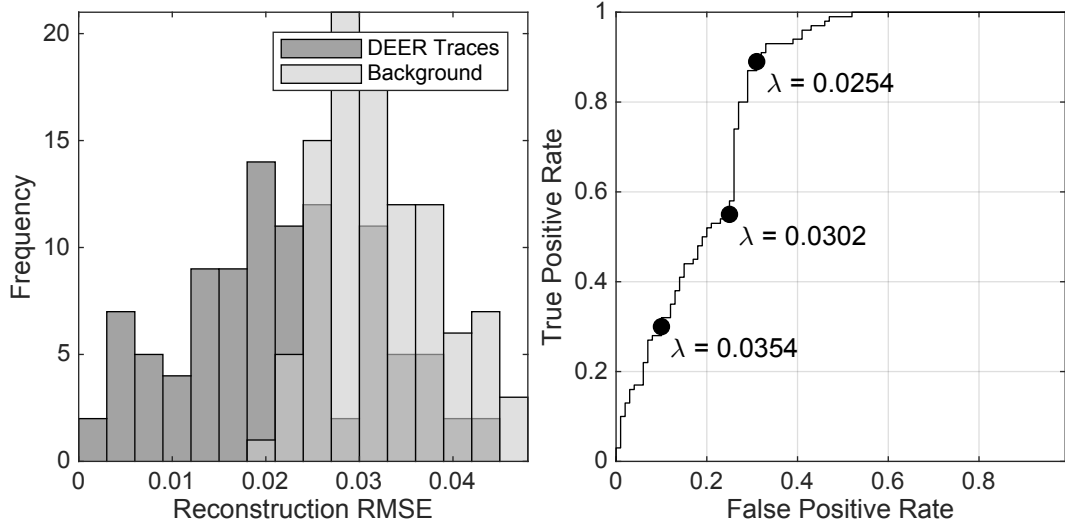 20
15
10
5
0
Frequency
DEER Traces
Background
0 0.01 0.02 0.03 0.04
Reconstruction RMSE
1
0.8
0.6
0.4
0.2
0
True Positive Rate
λ = 0.0254
λ = 0.0302
λ = 0.0354
0 0.2 0.4 0.6 0.8
False Positive Rate